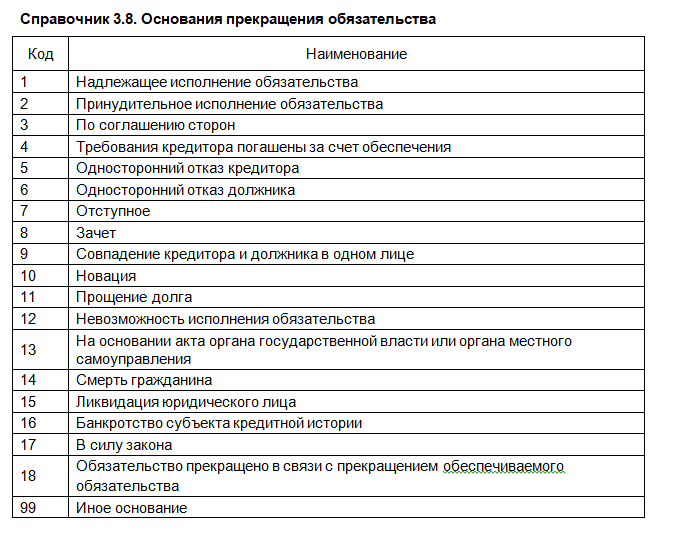 Справочник 3.8. Основания прекращения обязательства
Код Наименование
1 Надлежащее исполнение обязательства
2 Принудительное исполнение обязательства
3 По соглашению сторон
4 Требования кредитора погашены за счет обеспечения
5 Односторонний отказ кредитора
6 Односторонний отказ должника
7 Отступное
8 Зачет
9 Совпадение кредитора и должника в одном лице
10 Новация
11 Прощение долга
12 Невозможность исполнения обязательства
13 На основании акта органа государственной власти или органа местного
самоуправления
14 Смерть гражданина
15 Ликвидация юридического лица
16 Банкротство субъекта кредитной истории
17 В силу закона
18 Обязательство прекращено в связи с прекращением обеспечиваемого
обязательства
99 Иное основание